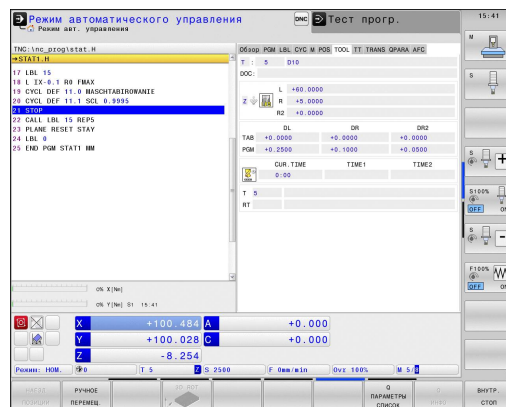 Режим автоматического управления
Режим авт. управления
DNC
Тест прогр.
15:41
TNC:\nc_prog\stat.H
→STAT1.H
17 LBL 15
18 L IX-0.1 R0 FMAX
19 CYCL DEF 11.0 MASCHTABIROWANIE
20 CYCL DEF 11.1 SCL 0.9995
21 STOP
22 CALL LBL 15 REP5
23 PLANE RESET STAY
24 LBL 0
25 END PGM STAT1 MM
0% X[Nm]
0% Y[Nm] S1 15:41
Обзор PGM LBL CYC M POS TOOL TT TRANS QPARA AFC
T : 5 D10
DOC:
Z L +60.0000
R +5.0000
R2 +0.0000
DL DR DR2
TAB +0.0000 +0.0000 +0.0000
PGM +0.2500 +0.1000 +0.0500
CUR.TIME TIME1 TIME2
0:00
T 5
RT
X +100.484 A +0.000
Y +100.028 C +0.000
Z -8.254
Режим: НОМ. 0 T 5 Z S 2500 F 0mm/min Ovr 100% M 5/8
M
S
S
S100%
OFF ON
S
F100%
OFF ON
РУЧНОЕ ПЕРЕМЕЩ.
3D ROT
Q ПАРАМЕТРЫ СПИСОК
ВНУТР. СТОП